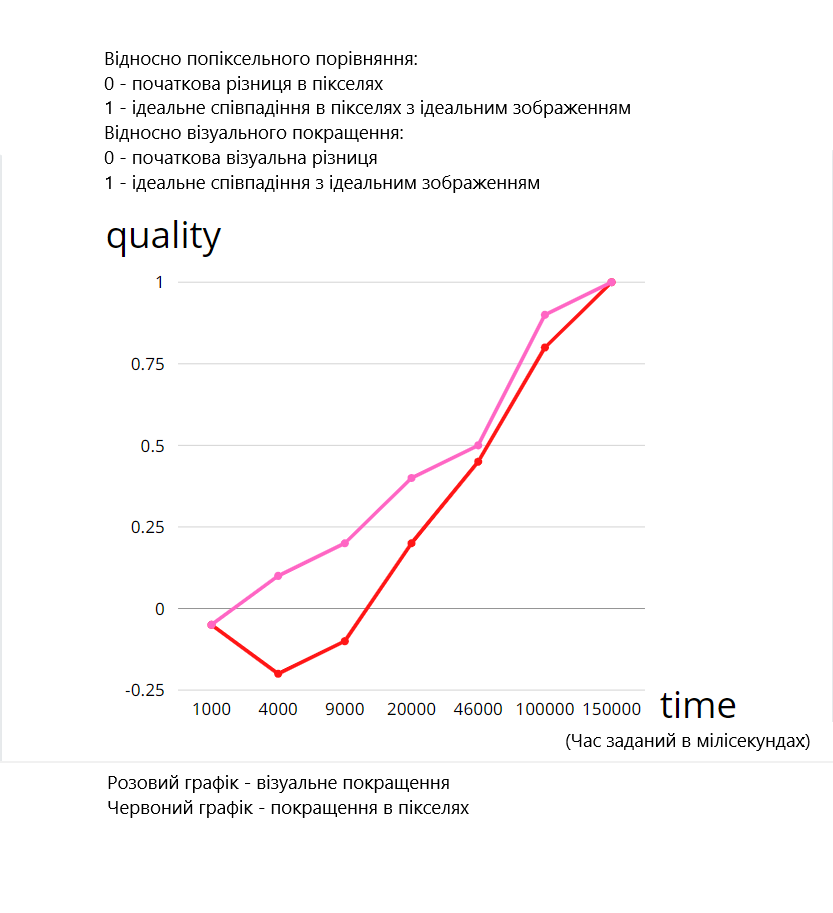 Відносно попіксельного порівняння:
0 - початкова різниця в пікселях
1 - ідеальне співпадіння в пікселях з ідеальним зображенням
Відносно візуального покращення:
0 - початкова візуальна різниця
1 - ідеальне співпадіння з ідеальним зображенням
quality
1
0.75
0.5
0.25
0
-0.25
1000 4000 9000 20000 46000 100000 150000
time
(Час заданий в мілісекундах)
Розовий графік - візуальне покращення
Червоний графік - покращення в пікселях